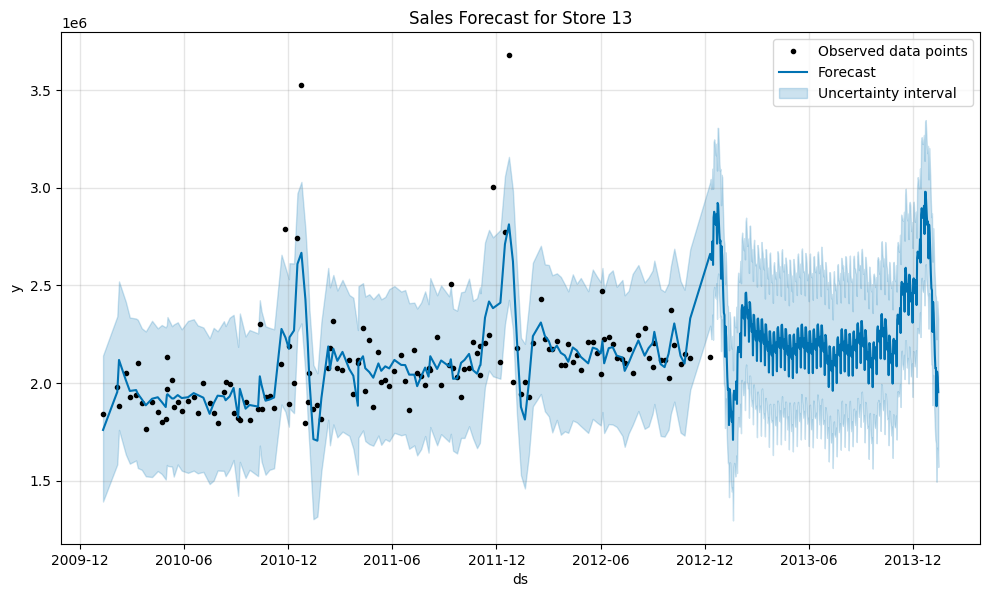 Sales Forecast for Store 13
1e6
Observed data points
Forecast
Uncertainty interval
3.5
3.0
2.5
2.0
1.5
y
2009-12 2010-06 2010-12 2011-06 2011-12 2012-06 2012-12 2013-06 2013-12
ds